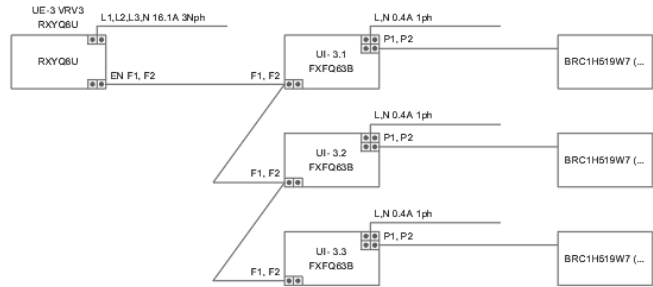 UE-3 VRV3
RXYQ6U
L1,L2,L3,N 16.1A 3Nph
RXYQ6U
EN F1, F2
L,N 0.4A 1ph
P1, P2
UI- 3.1
FXFQ63B
F1, F2
BRC1H519W7 (...
L,N 0.4A 1ph
P1, P2
UI- 3.2
FXFQ63B
F1, F2
BRC1H519W7 (...
L,N 0.4A 1ph
P1, P2
UI- 3.3
FXFQ63B
F1, F2
BRC1H519W7 (...